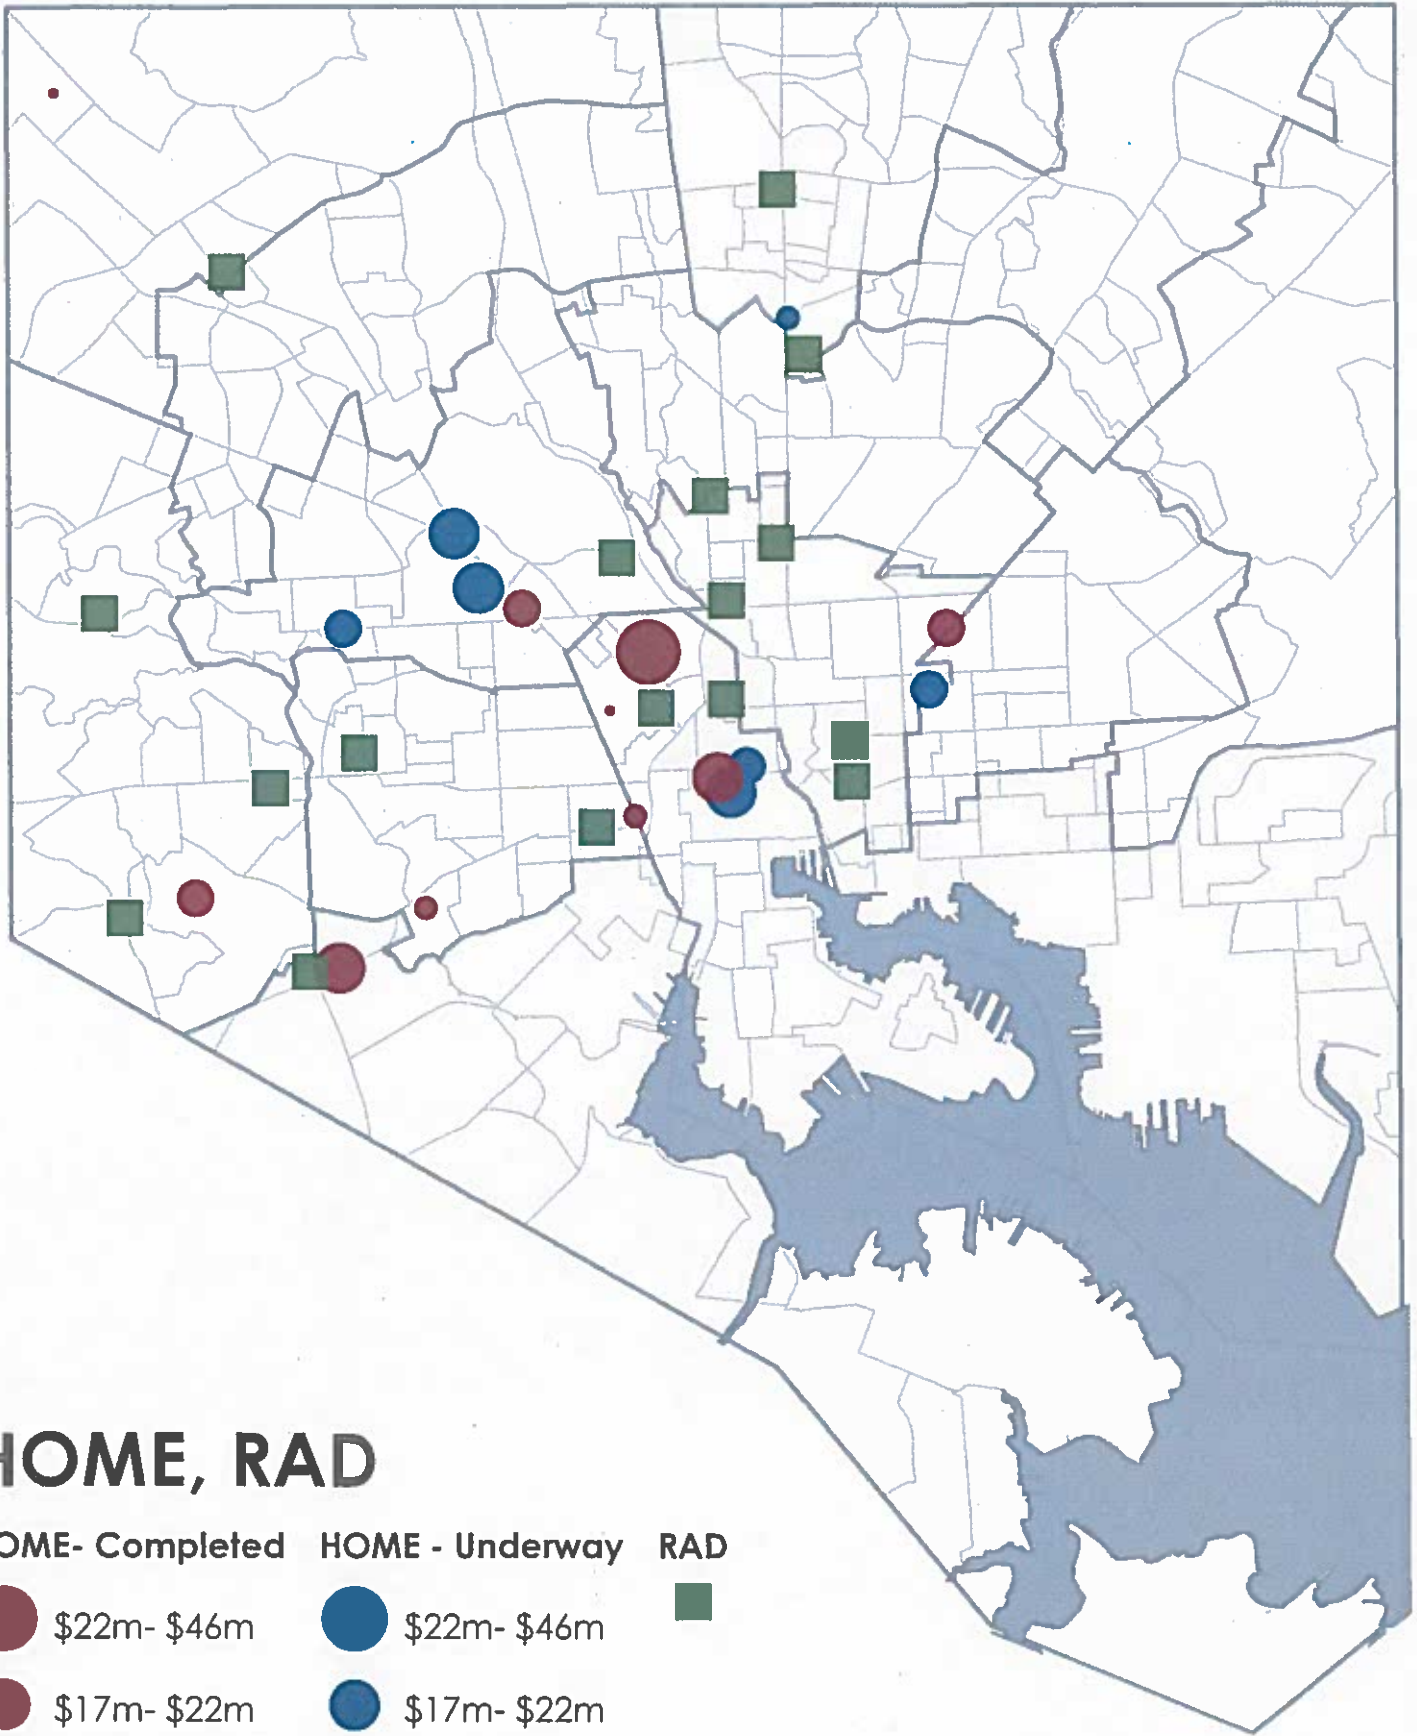 HOME, RAD
OME- Completed HOME - Underway RAD
$22m- $46m $22m- $46m
$17m- $22m $17m- $22m